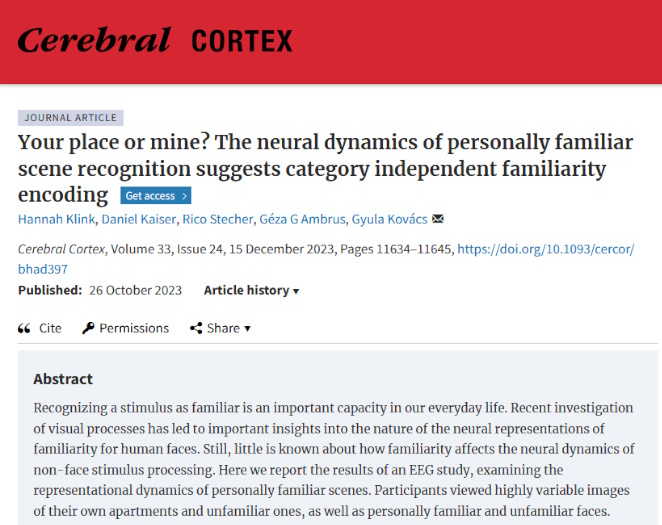 Cerebral CORTEX
JOURNAL ARTICLE
Your place or mine? The neural dynamics of personally familiar
scene recognition suggests category independent familiarity
encoding Get access >
Hannah Klink, Daniel Kaiser, Rico Stecher, Géza G Ambrus, Gyula Kovács
Cerebral Cortex, Volume 33, Issue 24, 15 December 2023, Pages 11634–11645, https://doi.org/10.1093/cercor/
bhad397
Published: 26 October 2023 Article history ▾
Cite Permissions Share ▾
Abstract
Recognizing a stimulus as familiar is an important capacity in our everyday life. Recent investigation
of visual processes has led to important insights into the nature of the neural representations of
familiarity for human faces. Still, little is known about how familiarity affects the neural dynamics of
non-face stimulus processing. Here we report the results of an EEG study, examining the
representational dynamics of personally familiar scenes. Participants viewed highly variable images
of their own apartments and unfamiliar ones, as well as personally familiar and unfamiliar faces.